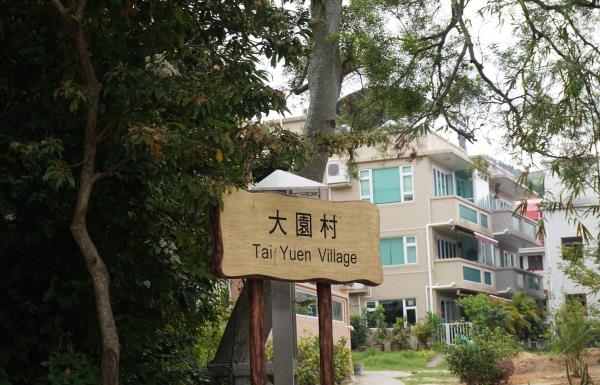 大園村
Tai Yuen Village